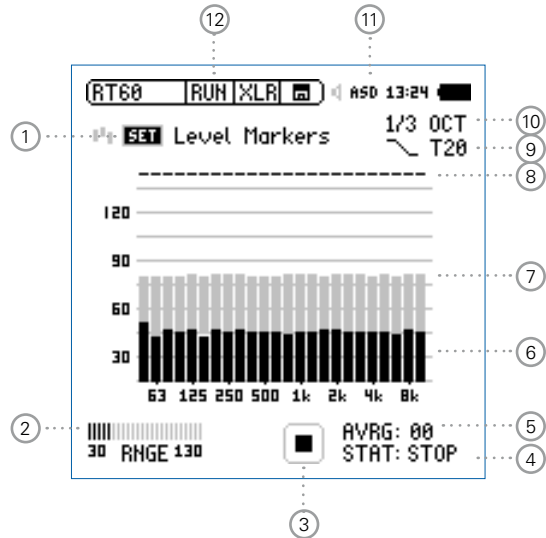 12
11
RT60 RUN XLR ASD 13:24
1 SET Level Markers 1/3 OCT 10
T20 9
8
120
90
7
60
6
30
63 125 250 500 1k 2k 4k 8k
2 30 RNGE 130 AVRG: 00 5
STAT: STOP 4
3